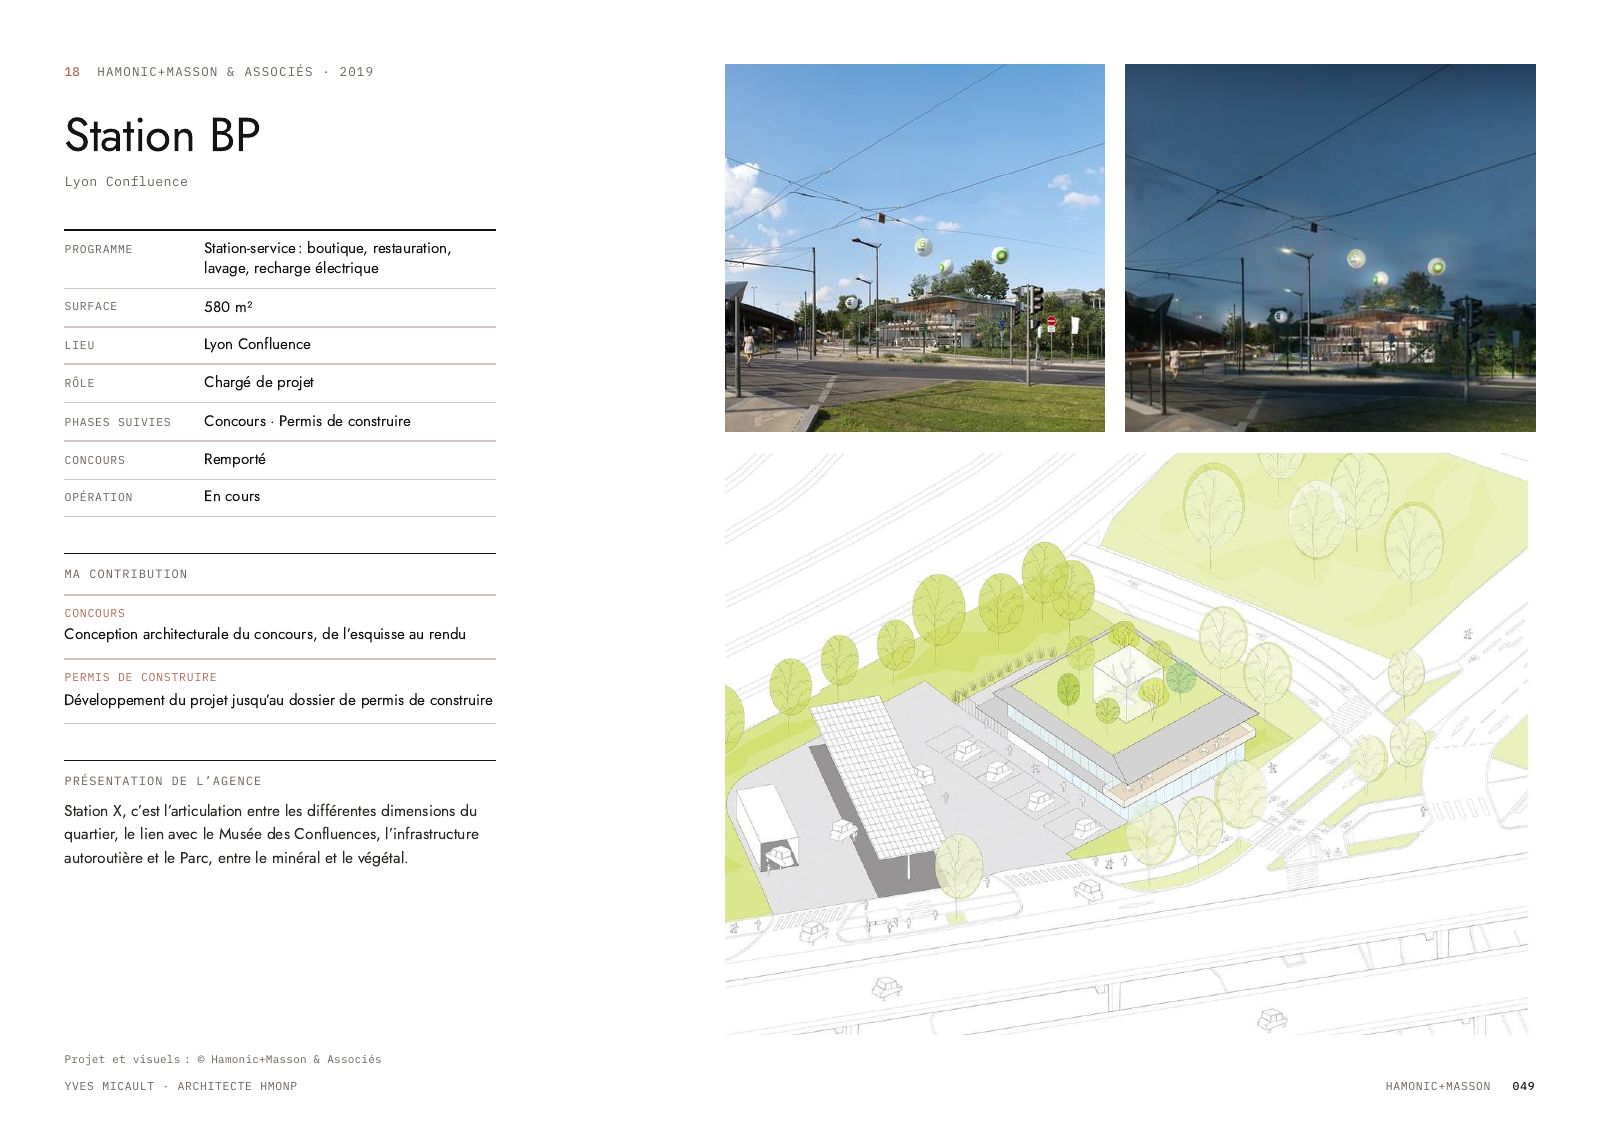 18 HAMONIC+MASSON & ASSOCIÉS · 2019
Station BP
Lyon Confluence
PROGRAMME Station-service : boutique, restauration,
lavage, recharge électrique
SURFACE 580 m²
LIEU Lyon Confluence
RÔLE Chargé de projet
PHASES SUIVIES Concours · Permis de construire
CONCOURS Remporté
OPÉRATION En cours
MA CONTRIBUTION
CONCOURS
Conception architecturale du concours, de l’esquisse au rendu
PERMIS DE CONSTRUIRE
Développement du projet jusqu’au dossier de permis de construire
PRÉSENTATION DE L’AGENCE
Station X, c’est l’articulation entre les différentes dimensions du
quartier, le lien avec le Musée des Confluences, l’infrastructure
autoroutière et le Parc, entre le minéral et le végétal.
Projet et visuels : © Hamonic+Masson & Associés
YVES MICAULT · ARCHITECTE HMONP
HAMONIC+MASSON 049